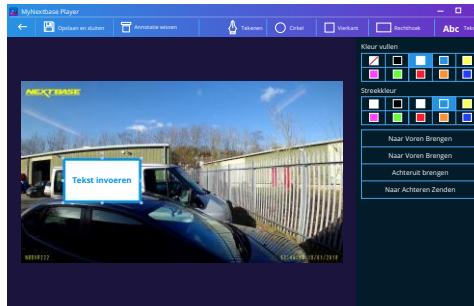 MyNextbase Player
Opslaan en sluiten
Annotatie wissen
Tekenen
Cirkel
Vierkant
Rechthoek
Abc
Kleur vullen
NEXTBASE
Streekkleur
Tekst invoeren
Naar Voren Brengen
Naar Voren Brengen
Achteruit brengen
Naar Achteren Zenden